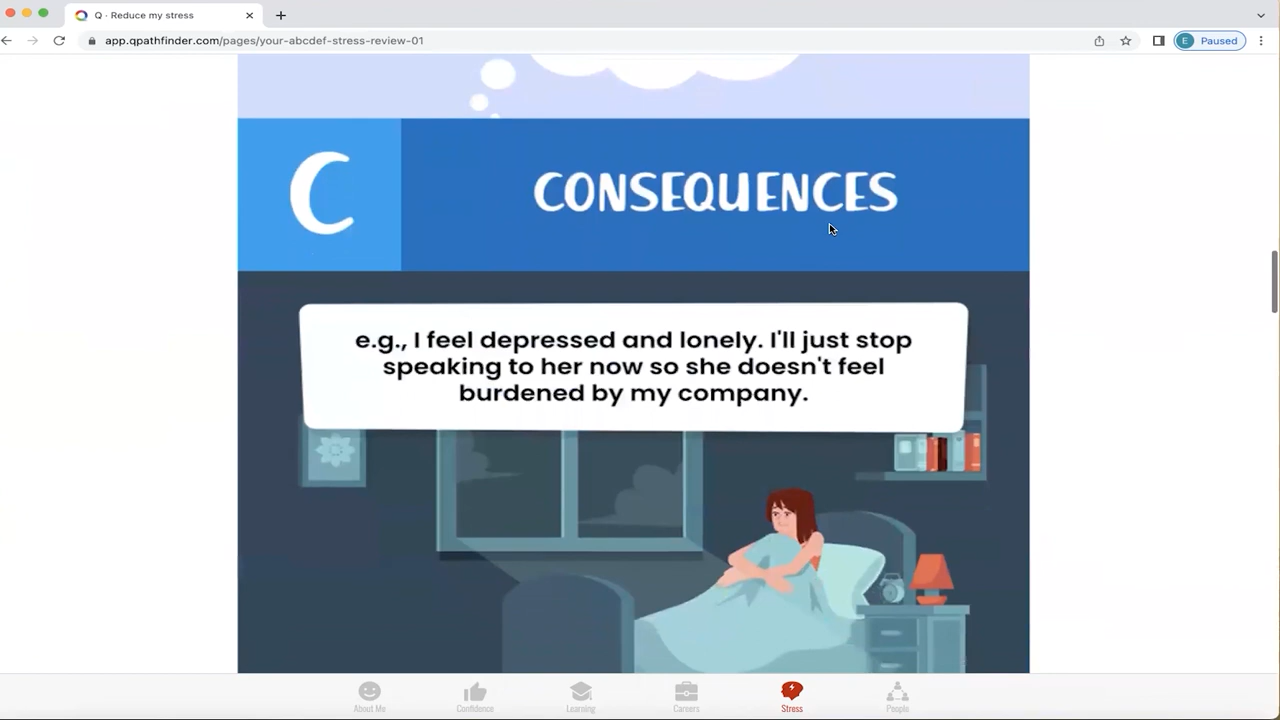 Q - Reduce my stress
app.qpathfinder.com/pages/your-abcdef-stress-review-01
E
Paused
C
CONSEQUENCES
e.g., I feel depressed and lonely. I'll just stop
speaking to her now so she doesn't feel
burdened by my company.
About Me
Confidence
Learning
Careers
Stress
People